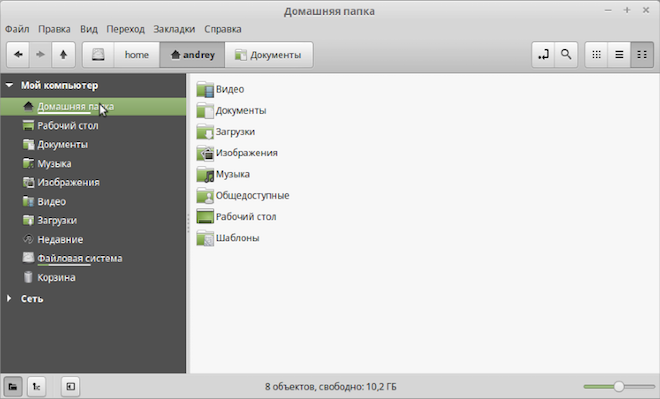 Домашняя папка
Файл Правка Вид Переход Закладки Справка
home andrey Документы
Мой компьютер
Домашняя папка
Рабочий стол
Документы
Музыка
Изображения
Видео
Загрузки
Недавние
Файловая система
Корзина
Сеть
Видео
Документы
Загрузки
Изображения
Музыка
Общедоступные
Рабочий стол
Шаблоны
8 объектов, свободно: 10,2 ГБ